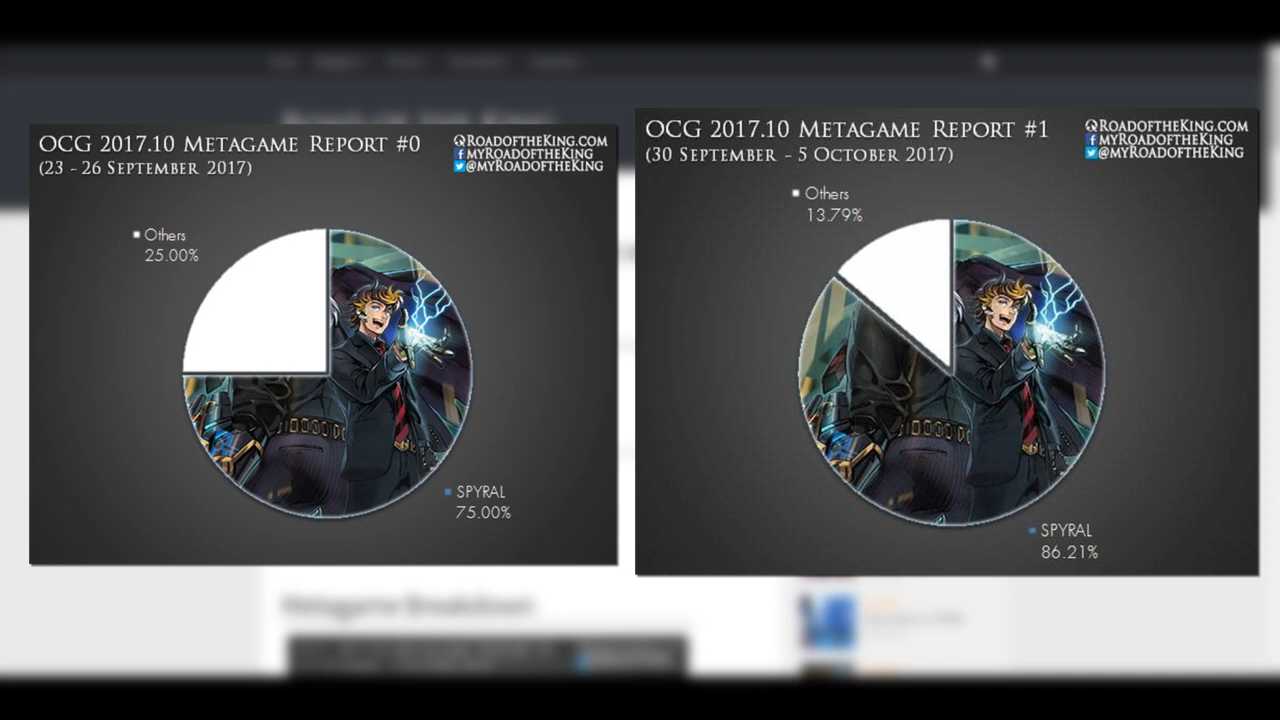 OCG 2017.10 Metagame Report #0
(23 - 26 September 2017)
RoadoftheKing.com
myRoadoftheKing
@myRoadoftheKing
Others
25.00%
SPYRAL
75.00%
OCG 2017.10 Metagame Report #1
(30 September - 5 October 2017)
RoadoftheKing.com
myRoadoftheKing
@myRoadoftheKing
Others
13.79%
SPYRAL
86.21%
Metagame Breakdown